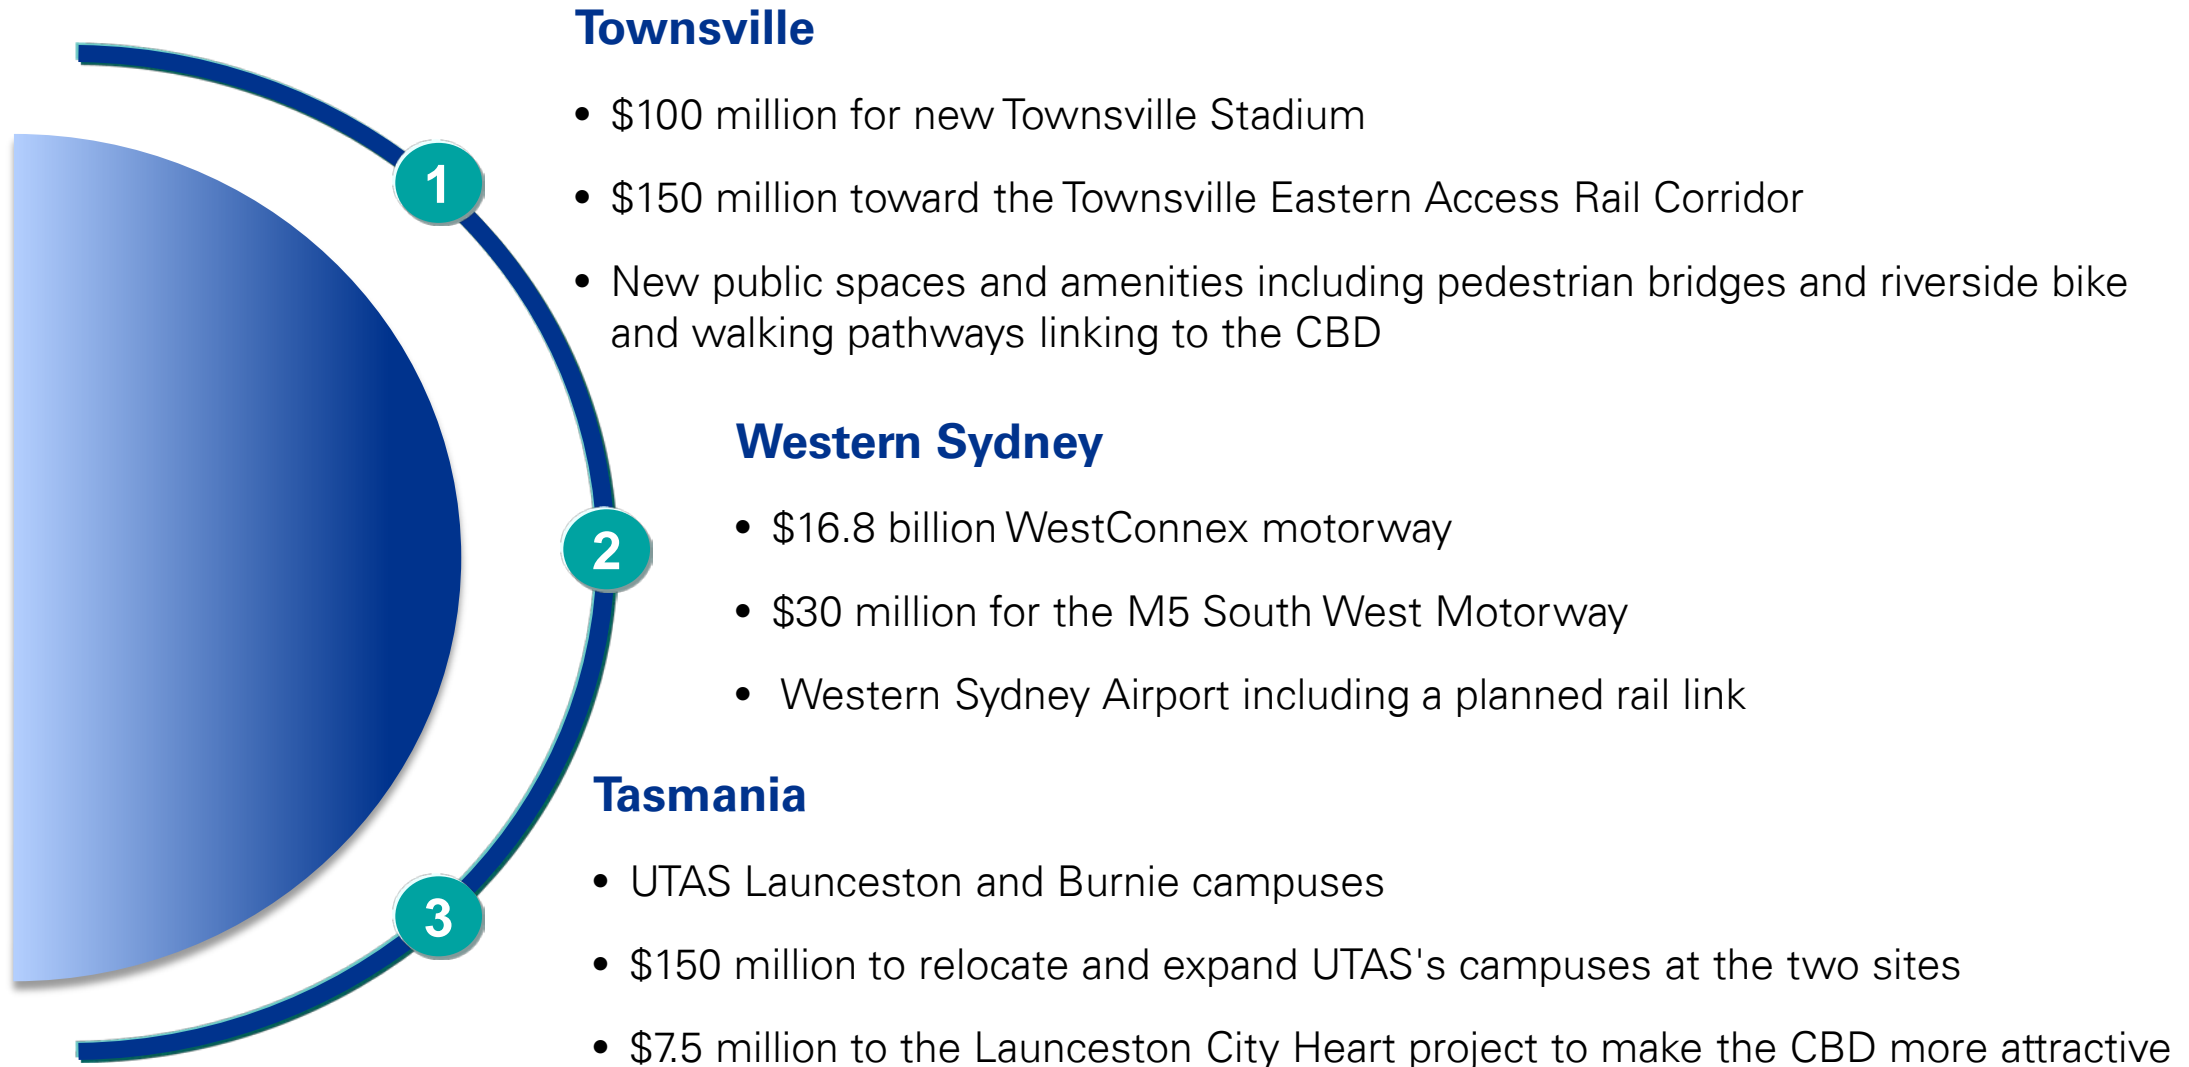 Townsville
• $100 million for new Townsville Stadium
1
• $150 million toward the Townsville Eastern Access Rail Corridor
• New public spaces and amenities including pedestrian bridges and riverside bike
and walking pathways linking to the CBD
Western Sydney
• $16.8 billion WestConnex motorway
2
• $30 million for the M5 South West Motorway
• Western Sydney Airport including a planned rail link
Tasmania
• UTAS Launceston and Burnie campuses
3
• $150 million to relocate and expand UTAS's campuses at the two sites
• $7.5 million to the Launceston City Heart project to make the CBD more attractive